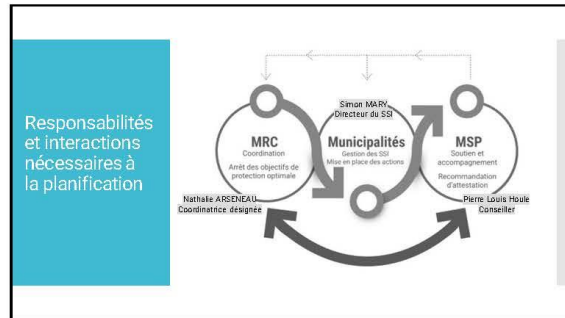 Responsabilités
et interactions
nécessaires à
la planification
Simon MARY
Directeur du SSI
MRC
Coordination
Arrêt des objectifs de
protection optimale
Municipalités
Gestion des SSI
Mise en place des actions
MSP
Soutien et
accompagnement
Recommandation
d'attestation
Nathalie ARSENEAU
Coordinatrice désignée
Pierre Louis Houle
Conseiller